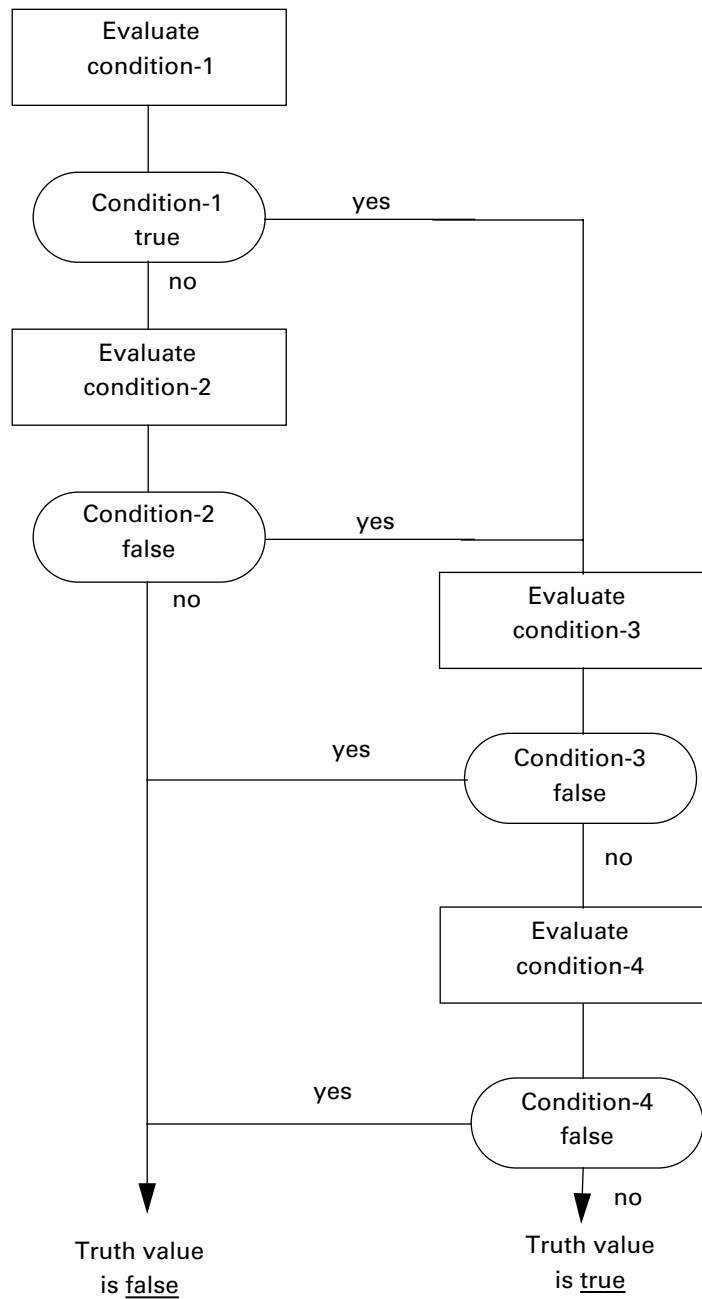 Evaluate
condition-1
Condition-1
true
yes
no
Evaluate
condition-2
Condition-2
false
yes
no
Evaluate
condition-3
Condition-3
false
yes
no
Evaluate
condition-4
Condition-4
false
yes
no
Truth value
is false
Truth value
is true